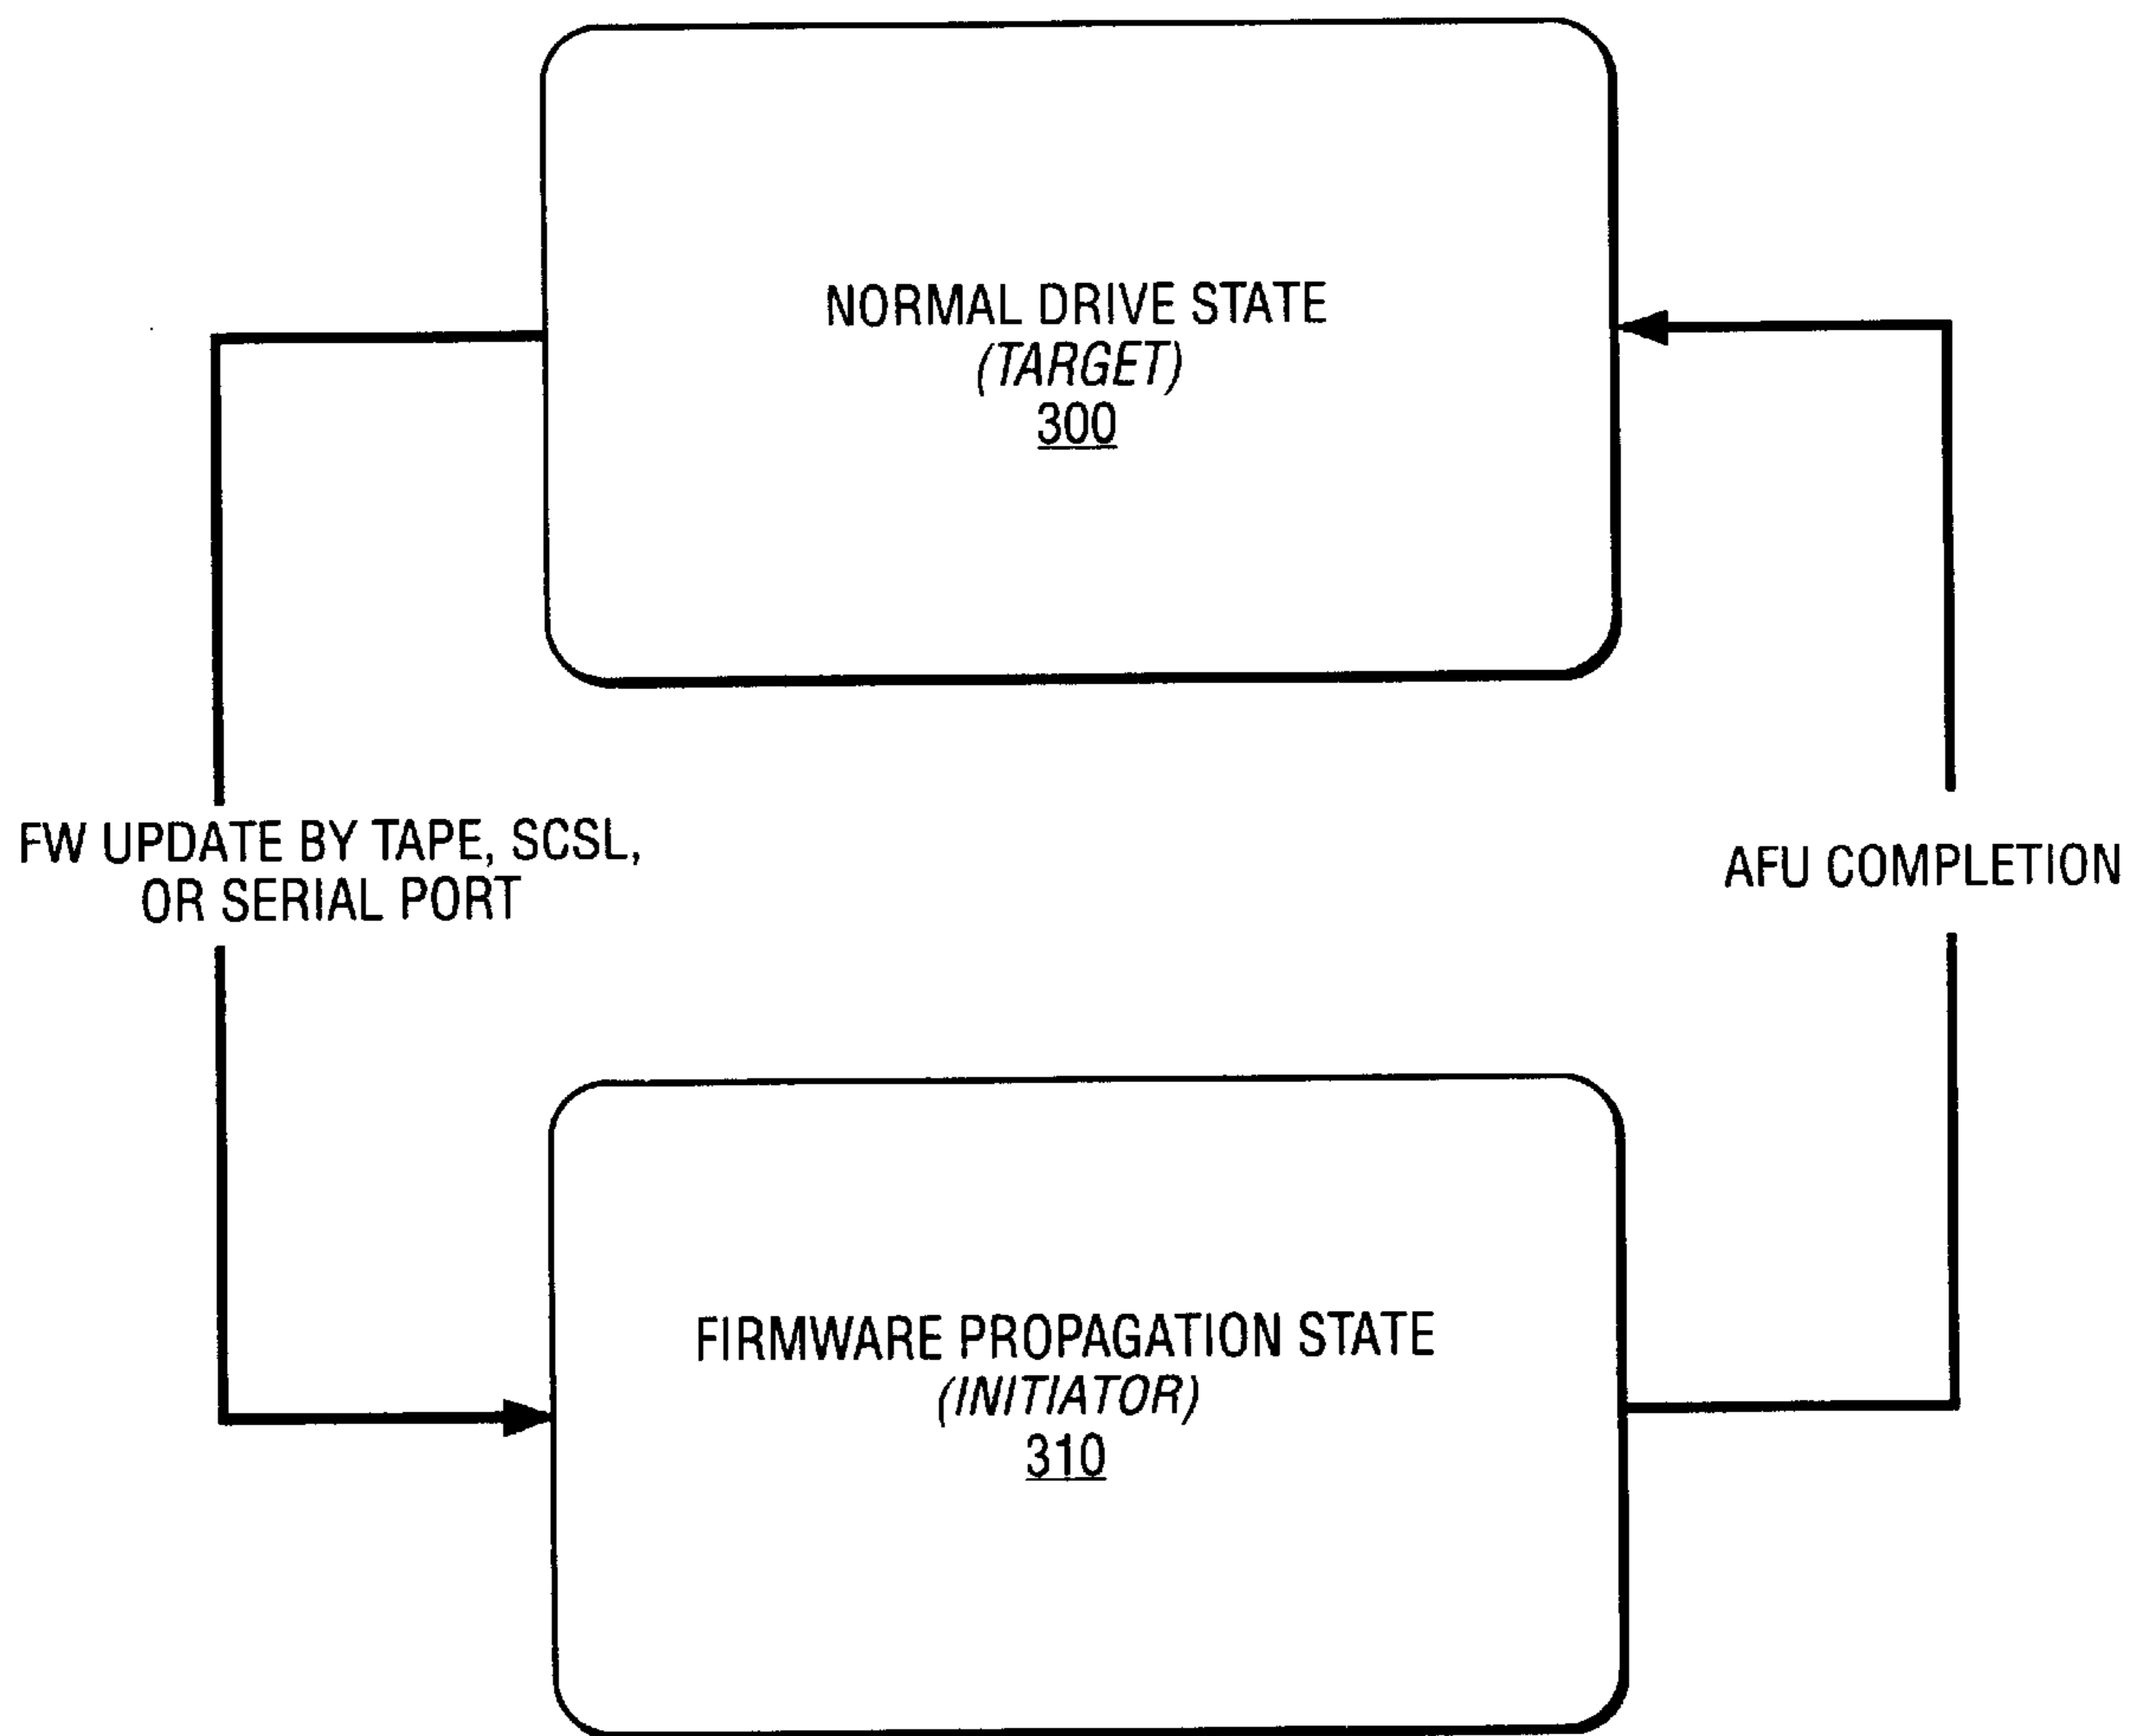 NORMAL DRIVE STATE
(TARGET)
300
FW UPDATE BY TAPE, SCSL,
OR SERIAL PORT
AFU COMPLETION
FIRMWARE PROPAGATION STATE
(INITIATOR)
310